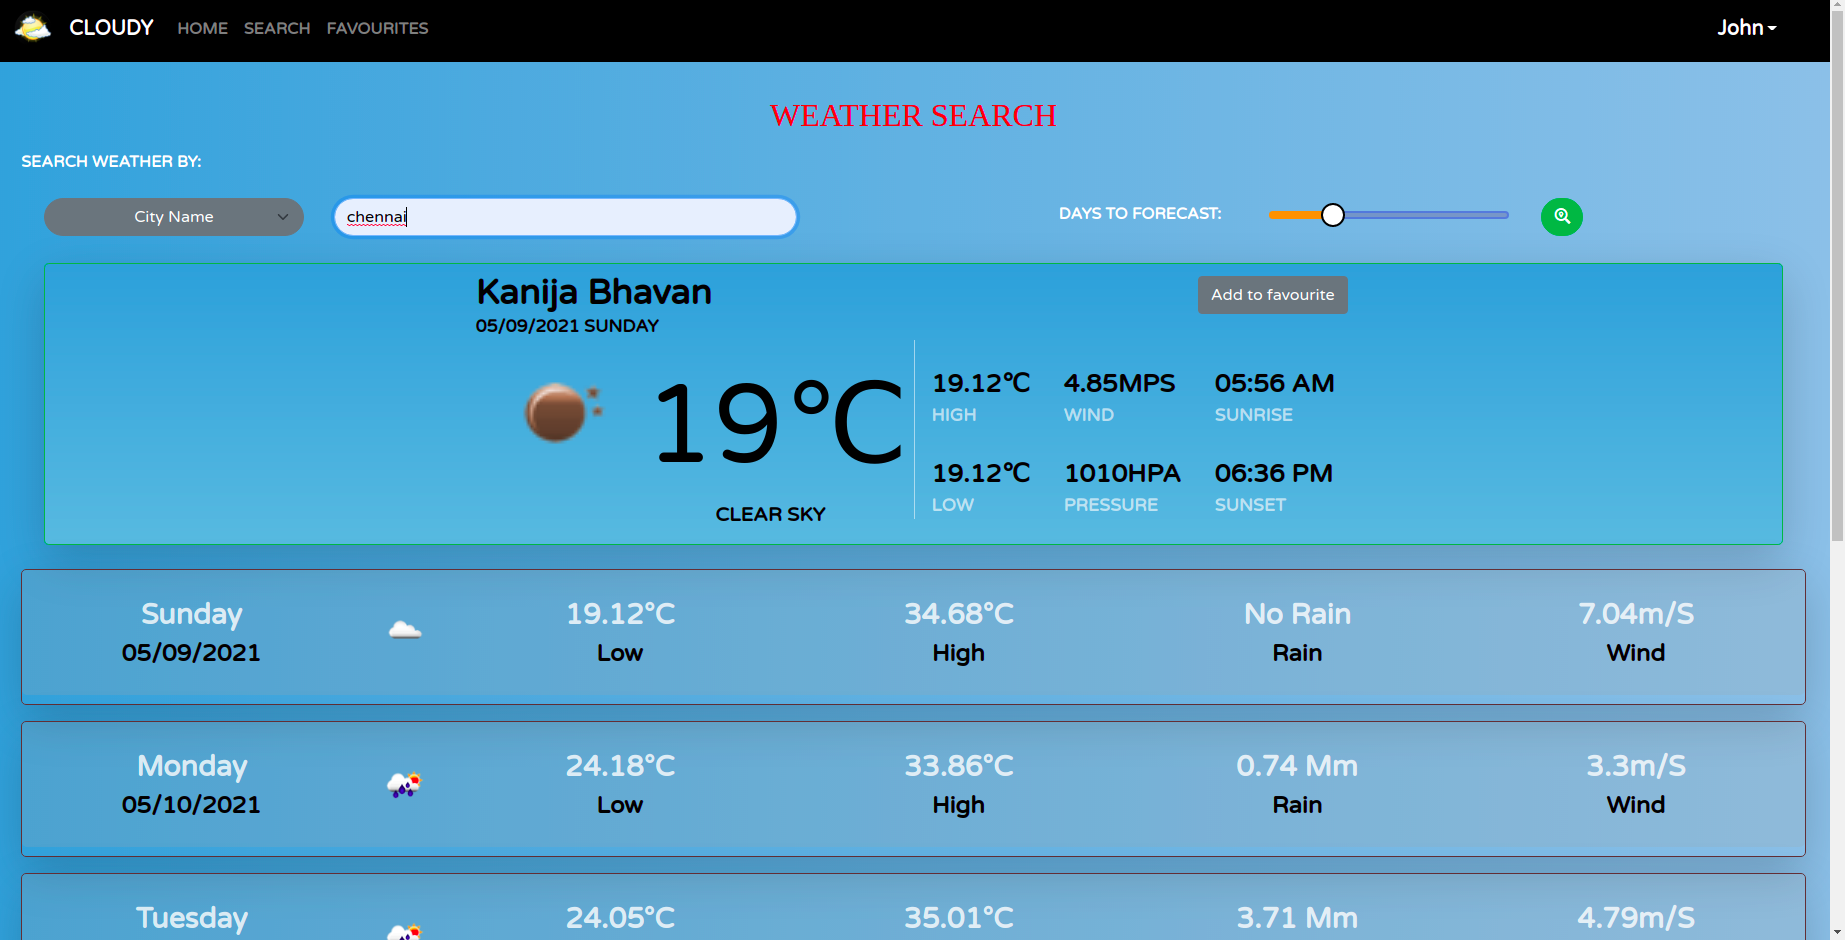 CLOUDY HOME SEARCH FAVOURITES John
WEATHER SEARCH
SEARCH WEATHER BY:
City Name chennai DAYS TO FORECAST:
Kanija Bhavan Add to favourite
05/09/2021 SUNDAY
19°C
CLEAR SKY
19.12°C 4.85MPS 05:56 AM
HIGH WIND SUNRISE
19.12°C 1010HPA 06:36 PM
LOW PRESSURE SUNSET
Sunday 19.12°C 34.68°C No Rain 7.04m/S
05/09/2021 Low High Rain Wind
Monday 24.18°C 33.86°C 0.74 Mm 3.3m/S
05/10/2021 Low High Rain Wind
Tuesday 24.05°C 35.01°C 3.71 Mm 4.79m/S